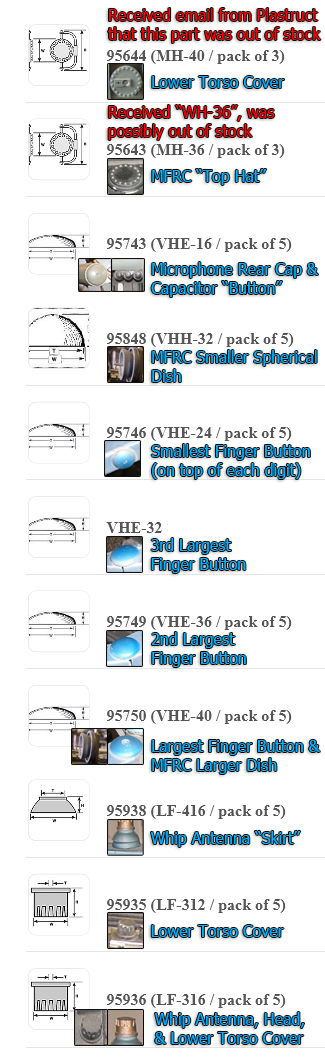 Received email from Plastruct
that this part was out of stock
95644 (MH-40 / pack of 3)
Lower Torso Cover
Received “WH-36”, was
possibly out of stock
95643 (MH-36 / pack of 3)
MFRC “Top Hat”
95743 (VHE-16 / pack of 5)
Microphone Rear Cap &
Capacitor “Button”
95848 (VHH-32 / pack of 5)
MFRC Smaller Spherical
Dish
95746 (VHE-24 / pack of 5)
Smallest Finger Button
(on top of each digit)
VHE-32
3rd Largest
Finger Button
95749 (VHE-36 / pack of 5)
2nd Largest
Finger Button
95750 (VHE-40 / pack of 5)
Largest Finger Button &
MFRC Larger Dish
95938 (LF-416 / pack of 5)
Whip Antenna “Skirt”
95935 (LF-312 / pack of 5)
Lower Torso Cover
95936 (LF-316 / pack of 5)
Whip Antenna, Head,
& Lower Torso Cover